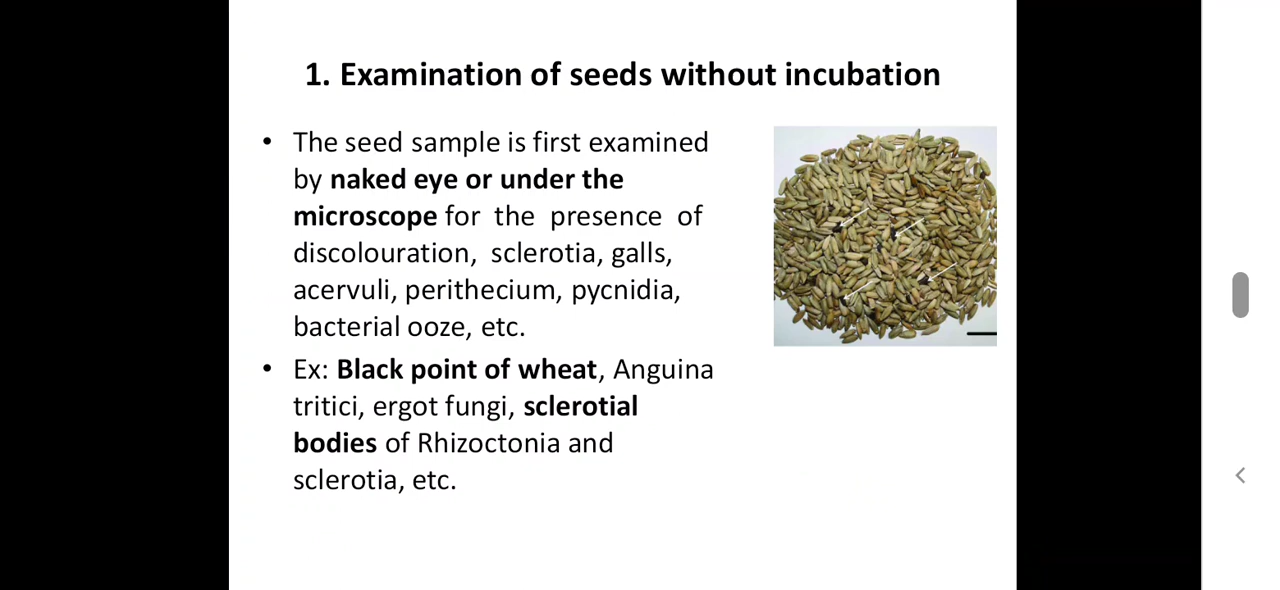 1. Examination of seeds without incubation
• The seed sample is first examined
by naked eye or under the
microscope for the presence of
discolouration, sclerotia, galls,
acervuli, perithecium, pycnidia,
bacterial ooze, etc.
• Ex: Black point of wheat, Anguina
tritici, ergot fungi, sclerotial
bodies of Rhizoctonia and
sclerotia, etc.